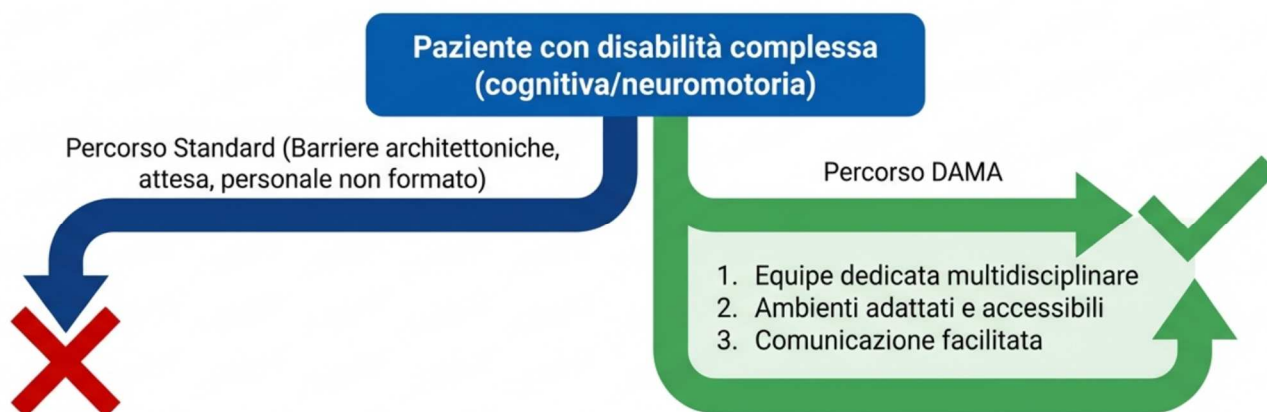 Paziente con disabilità complessa
(cognitiva/neuromotoria)
Percorso Standard (Barriere architettoniche,
attesa, personale non formato)
Percorso DAMA
1. Equipe dedicata multidisciplinare
2. Ambienti adattati e accessibili
3. Comunicazione facilitata